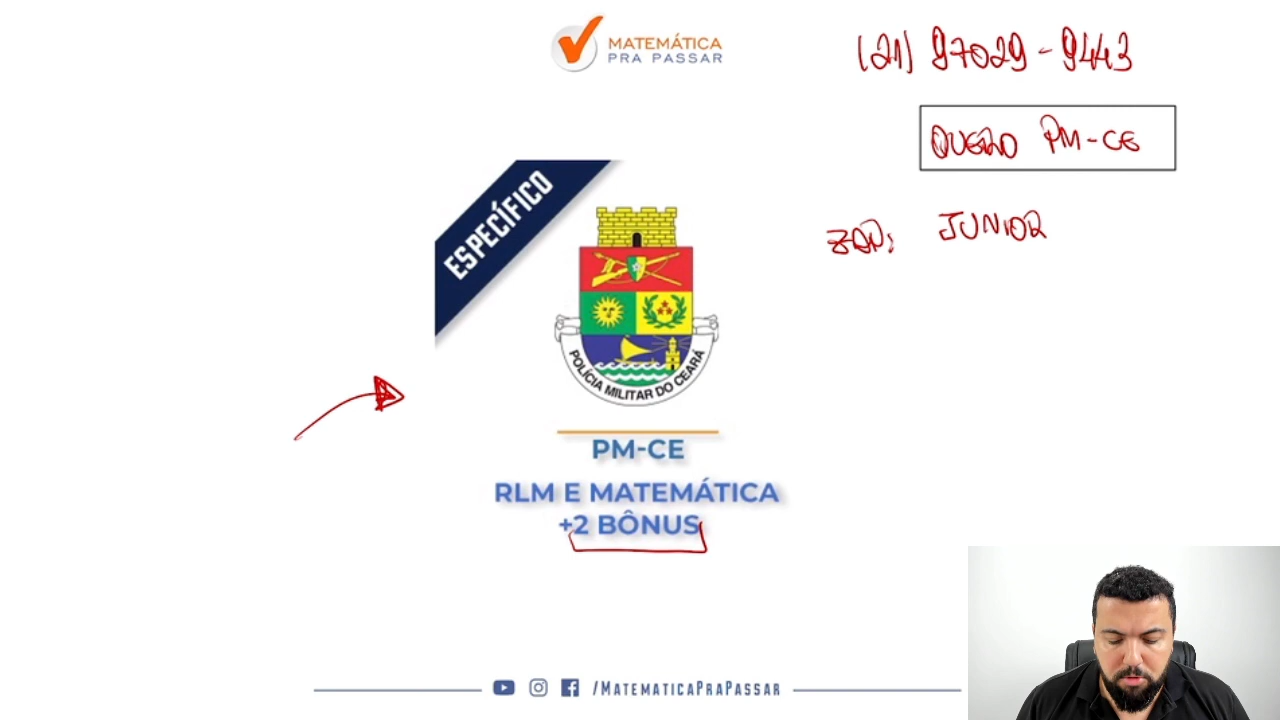 MATEMÁTICA
PRA PASSAR
(21) 97029-9443
QUERO PM-CE
ZAP: JUNIOR
ESPECÍFICO
POLÍCIA MILITAR DO CEARÁ
PM-CE
RLM E MATEMÁTICA
+2 BÔNUS
/MATEMATICAPRAPASSAR